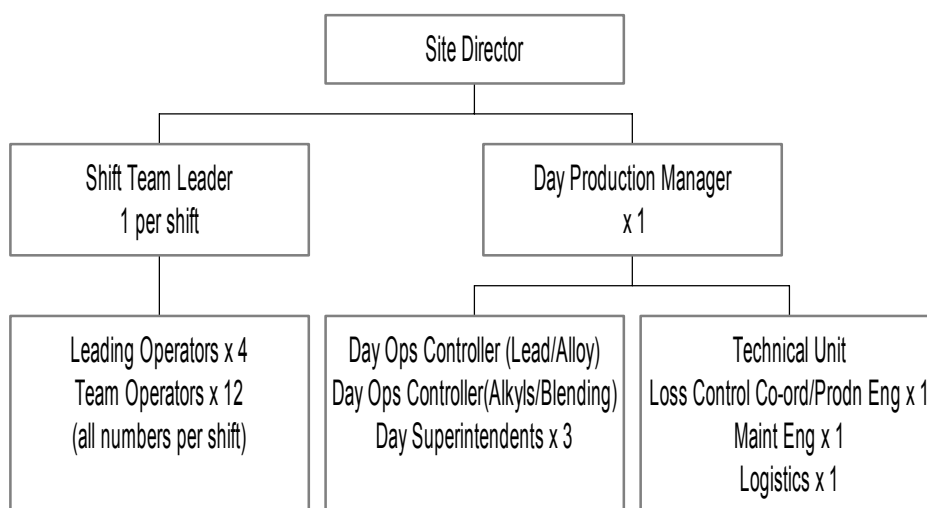 Site Director
Shift Team Leader
1 per shift
Day Production Manager
x 1
Leading Operators x 4
Team Operators x 12
(all numbers per shift)
Day Ops Controller (Lead/Alloy)
Day Ops Controller(Alkyls/Blending)
Day Superintendents x 3
Technical Unit
Loss Control Co-ord/Prodn Eng x 1
Maint Eng x 1
Logistics x 1